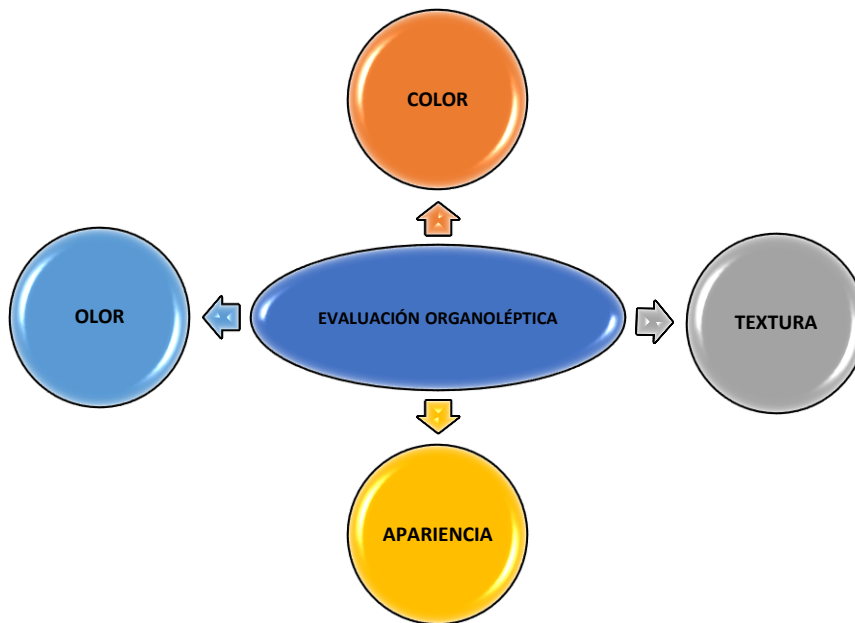 COLOR
OLOR
EVALUACIÓN ORGANOLÉPTICA
TEXTURA
APARIENCIA